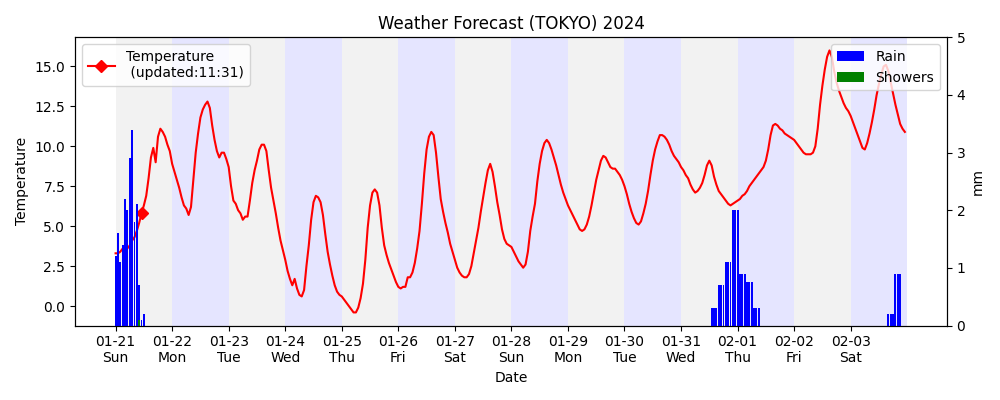 Weather Forecast (TOKYO) 2024
Temperature
(updated:11:31)
Rain
Showers
Temperature
15.0
12.5
10.0
7.5
5.0
2.5
0.0
5
4
3
2
1
0
mm
01-21 01-22 01-23 01-24 01-25 01-26 01-27 01-28 01-29 01-30 01-31 02-01 02-02 02-03
Sun Mon Tue Wed Thu Fri Sat Sun Mon Tue Wed Thu Fri Sat
Date